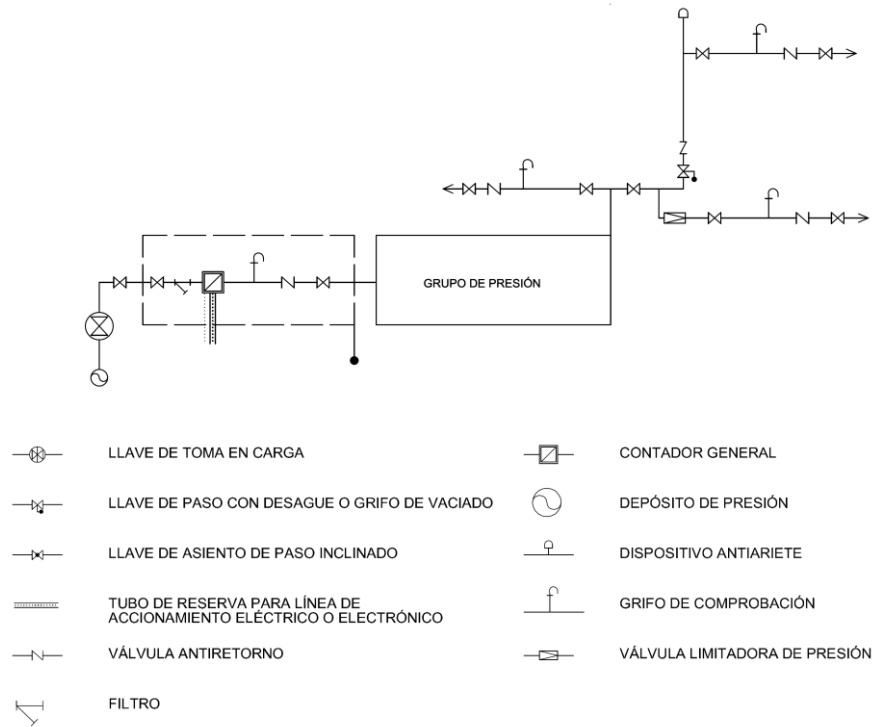 GRUPO DE PRESIÓN
LLAVE DE TOMA EN CARGA
CONTADOR GENERAL
LLAVE DE PASO CON DESAGUE O GRIFO DE VACIADO
DEPÓSITO DE PRESIÓN
LLAVE DE ASIENTO DE PASO INCLINADO
DISPOSITIVO ANTIARIETE
TUBO DE RESERVA PARA LÍNEA DE
ACCIONAMIENTO ELÉCTRICO O ELECTRÓNICO
GRIFO DE COMPROBACIÓN
VÁLVULA ANTIRETORNO
VÁLVULA LIMITADORA DE PRESIÓN
FILTRO